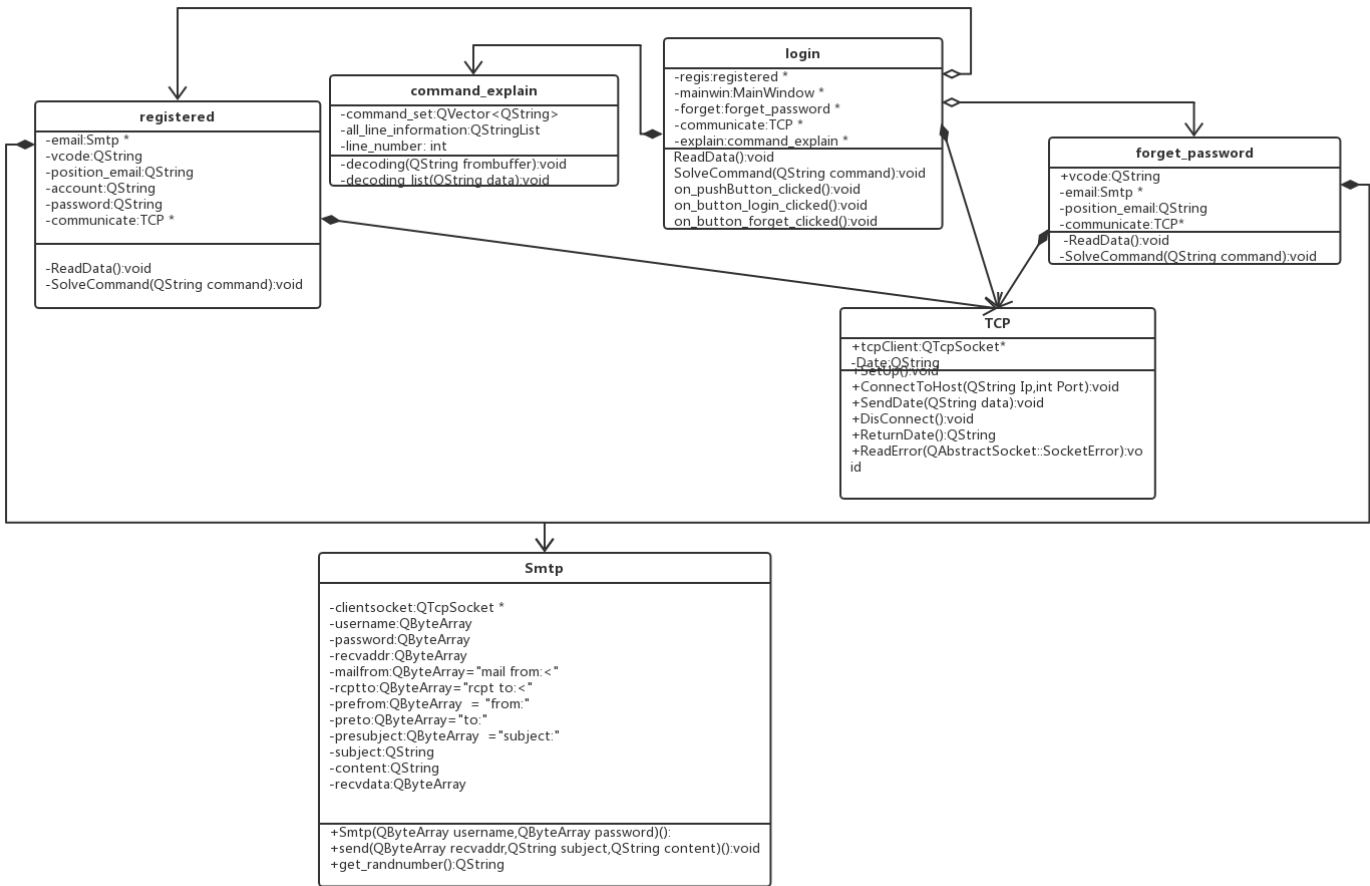 login
-regis:registered *
-mainwin:MainWindow *
-forget:forget_password *
-communicate:TCP *
-explain:command_explain *
ReadData():void
SolveCommand(QString command):void
on_pushButton_clicked():void
on_button_login_clicked():void
on_button_forget_clicked():void
command_explain
-command_set:QVector<QString>
-all_line_information:QStringList
-line_number: int
-decoding(QString frombuffer):void
-decoding_list(QString data):void
registered
-email:Smtp *
-vcode:QString
-position_email:QString
-account:QString
-password:QString
-communicate:TCP *
-ReadData():void
-SolveCommand(QString command):void
forget_password
+vcode:QString
-email:Smtp *
-position_email:QString
-communicate:TCP*
-ReadData():void
-SolveCommand(QString command):void
TCP
+tcpClient:QTcpSocket*
-Date:QString
+SetUp():void
+ConnectToHost(QString Ip,int Port):void
+SendDate(QString data):void
+DisConnect():void
+ReturnDate():QString
+ReadError(QAbstractSocket::SocketError):vo
id
Smtp
-clientsocket:QTcpSocket *
-username:QByteArray
-password:QByteArray
-recvaddr:QByteArray
-mailfrom:QByteArray="mail from:<"
-rcptto:QByteArray="rcpt to:<"
-prefrom:QByteArray  = "from:"
-preto:QByteArray="to:"
-presubject:QByteArray  ="subject:"
-subject:QString
-content:QString
-recvdata:QByteArray
+Smtp(QByteArray username,QByteArray password)():
+send(QByteArray recvaddr,QString subject,QString content)():void
+get_randnumber():QString